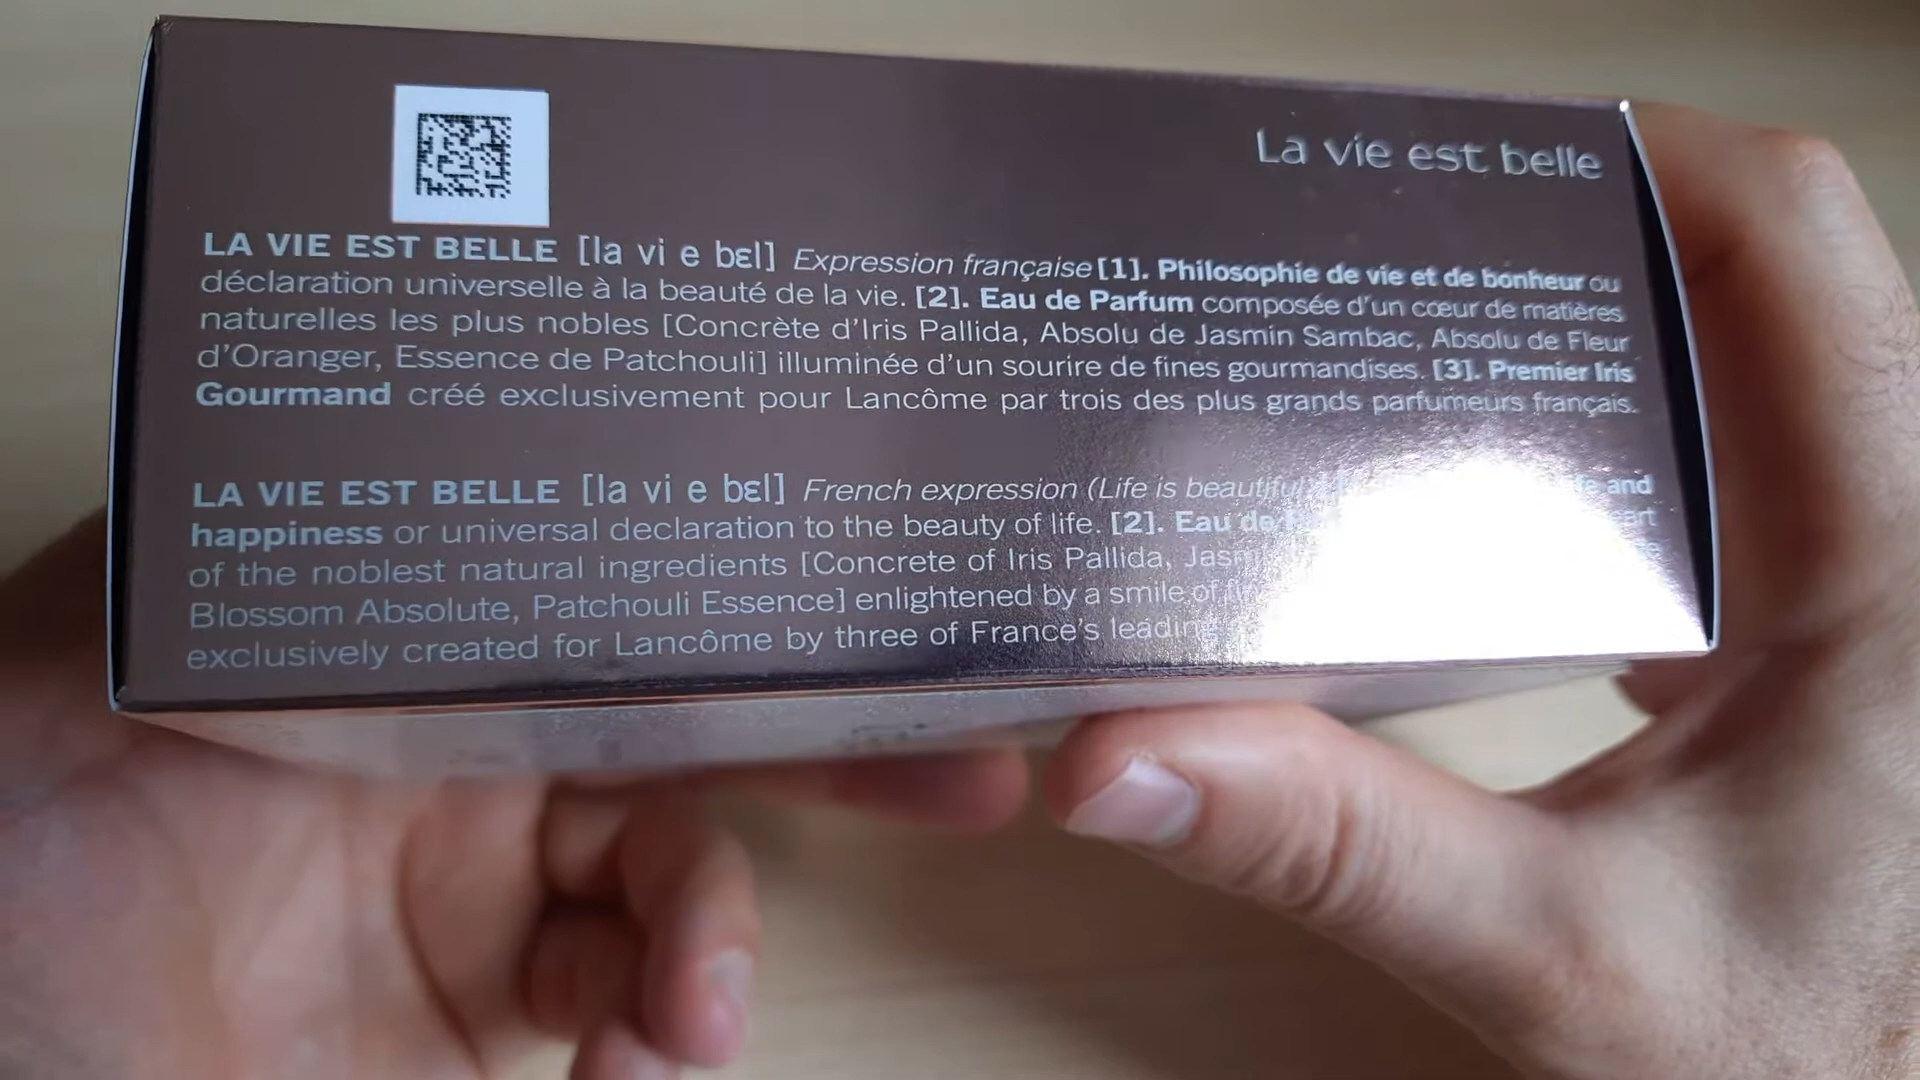 La vie est belle
LA VIE EST BELLE [la vi e bɛl] Expression française [1]. Philosophie de vie et de bonheur ou
déclaration universelle à la beauté de la vie. [2]. Eau de Parfum composée d'un cœur de matières
naturelles les plus nobles [Concrète d'Iris Pallida, Absolu de Jasmin Sambac, Absolu de Fleur
d'Oranger, Essence de Patchouli] illuminée d'un sourire de fines gourmandises. [3]. Premier Iris
Gourmand créé exclusivement pour Lancôme par trois des plus grands parfumeurs français.
LA VIE EST BELLE [la vi e bɛl] French expression (Life is beautiful and
happiness or universal declaration to the beauty of life. [2]. Eau de
of the noblest natural ingredients [Concrete of Iris Pallida,
Blossom Absolute, Patchouli Essence] enlightened by a smile of
exclusively created for Lancôme by three of France's leading